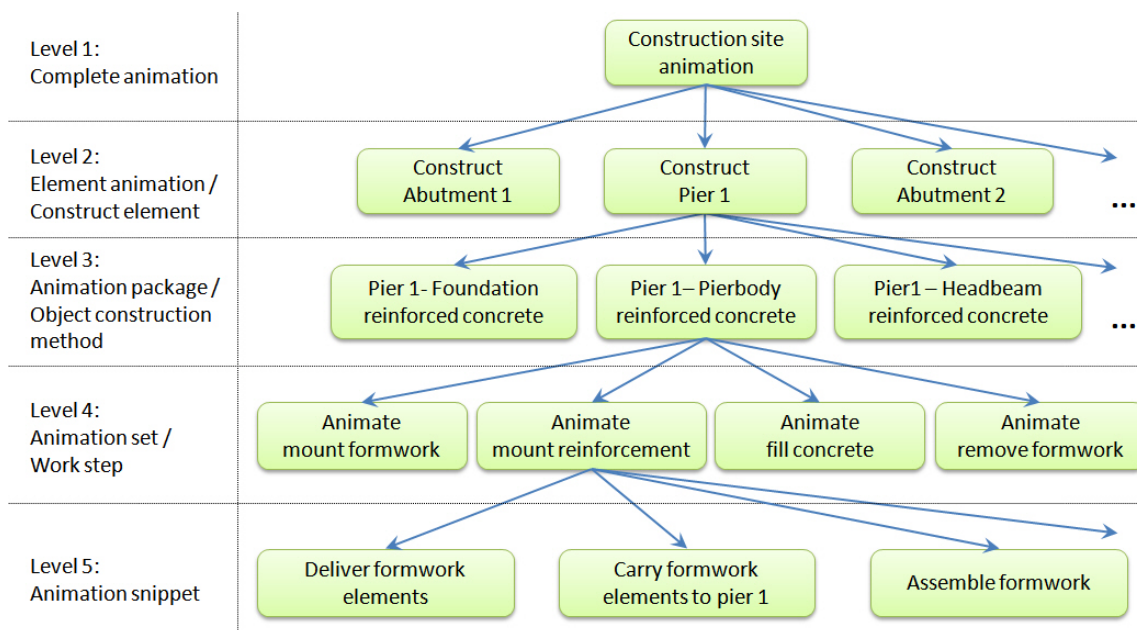 Level 1:
Complete animation
Construction site
animation
Level 2:
Element animation /
Construct element
Construct
Abutment 1
Construct
Pier 1
Construct
Abutment 2
...
Level 3:
Animation package /
Object construction
method
Pier 1- Foundation
reinforced concrete
Pier 1– Pierbody
reinforced concrete
Pier1 – Headbeam
reinforced concrete
...
Level 4:
Animation set /
Work step
Animate
mount formwork
Animate
mount reinforcement
Animate
fill concrete
Animate
remove formwork
Level 5:
Animation snippet
Deliver formwork
elements
Carry formwork
elements to pier 1
Assemble formwork